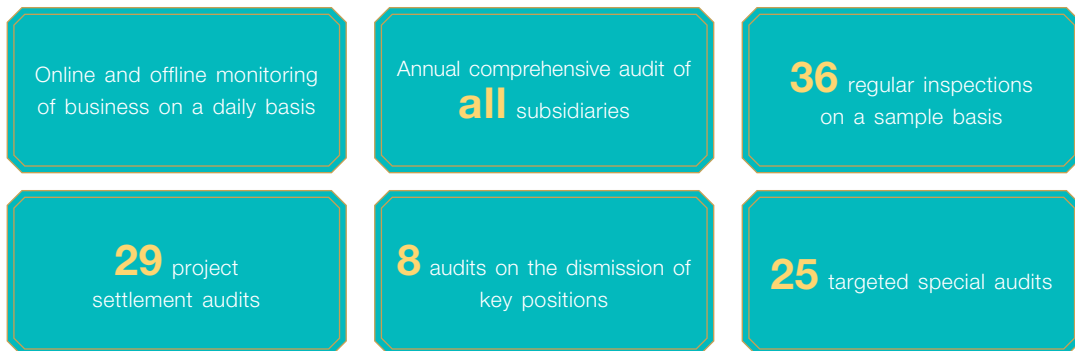 Online and offline monitoring
of business on a daily basis
Annual comprehensive audit of
all subsidiaries
36 regular inspections
on a sample basis
29 project
settlement audits
8 audits on the dismission of
key positions
25 targeted special audits